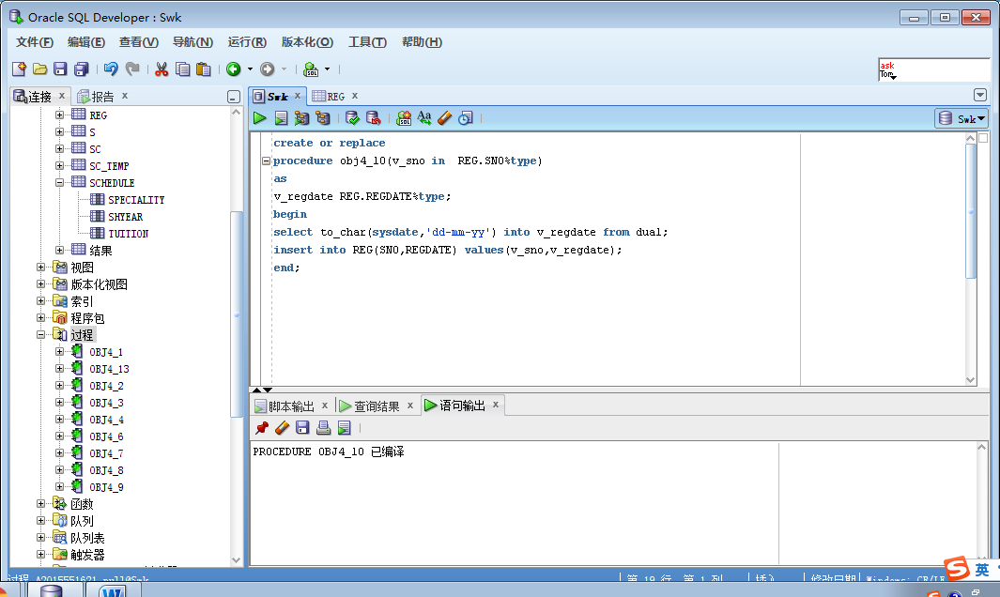 Oracle SQL Developer : Swk
文件(F) 编辑(E) 查看(V) 导航(N) 运行(R) 版本化(O) 工具(T) 帮助(H)
ask
Tom
连接 x 报告 x
Swk x REG x
Swk
REG
S
SC
SC_TEMP
SCHEDULE
SPECIALITY
SHYEAR
TUITION
结果
视图
版本化视图
索引
程序包
过程
OBJ4_1
OBJ4_13
OBJ4_2
OBJ4_3
OBJ4_4
OBJ4_6
OBJ4_7
OBJ4_8
OBJ4_9
函数
队列
队列表
触发器
create or replace
procedure obj4_10(v_sno in  REG.SNO%type)
as
v_regdate REG.REGDATE%type;
begin
select to_char(sysdate,'dd-mm-yy') into v_regdate from dual;
insert into REG(SNO,REGDATE) values(v_sno,v_regdate);
end;
脚本输出 x 查询结果 x 语句输出 x
PROCEDURE OBJ4_10 已编译
第 19 行 第 1 列 插入 修改日期 Windows: CR/LF
英